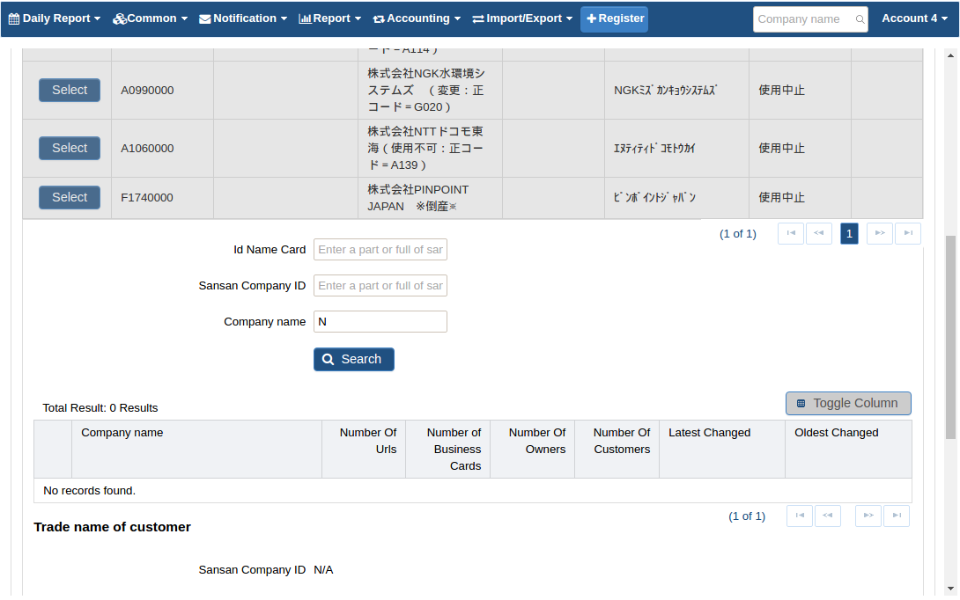 Daily Report Common Notification Report Accounting Import/Export Register Company name Account 4
ード＝A114）
Select A0990000 株式会社NGK水環境シ
ステムズ　（変更：正
コード＝G020） NGKﾐｽﾞｶﾝｷｮｳｼｽﾃﾑｽﾞ 使用中止
Select A1060000 株式会社NTTドコモ東
海（使用不可：正コー
ド＝A139） ｴﾇﾃｨﾃｨﾄﾞｺﾓﾄｳｶｲ 使用中止
Select F1740000 株式会社PINPOINT
JAPAN　※倒産※ ﾋﾟﾝﾎﾟｲﾝﾄｼﾞｬﾊﾟﾝ 使用中止
(1 of 1) 1
Id Name Card Enter a part or full of sar
Sansan Company ID Enter a part or full of sar
Company name N
Search
Toggle Column
Total Result: 0 Results
Company name Number Of
Urls Number of
Business
Cards Number Of
Owners Number Of
Customers Latest Changed Oldest Changed
No records found.
(1 of 1)
Trade name of customer
Sansan Company ID N/A